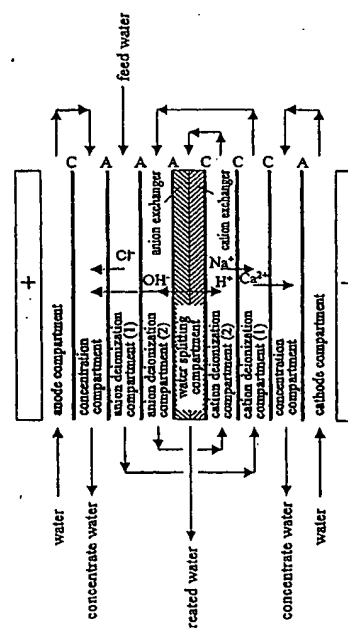 feed water
C
A
A
A
C
C
C
A
+
anode compartment
concentration
compartment
anion deionization
compartment (1)
anion deionization
compartment (2)
anion exchanger
water splitting
compartment
cation exchanger
cation deionization
compartment (2)
cation deionization
compartment (1)
concentration
compartment
cathode compartment
−
Cl-
OH-
Na+
H+
Ca2+
water
concentrate water
reated water
concentrate water
water